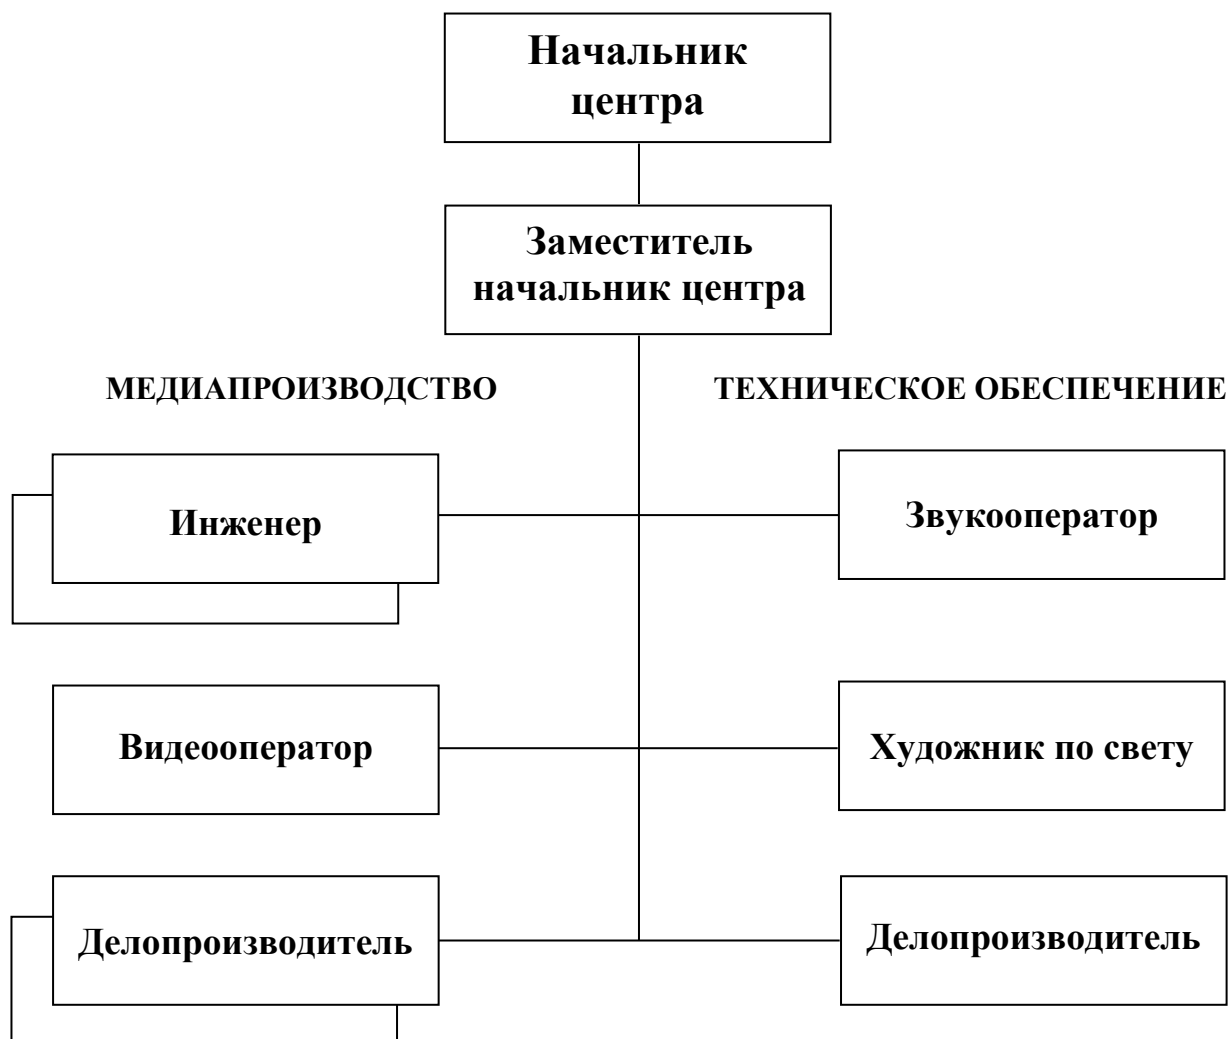 Начальник
центра
Заместитель
начальник центра
МЕДИАПРОИЗВОДСТВО
ТЕХНИЧЕСКОЕ ОБЕСПЕЧЕНИЕ
Инженер
Звукооператор
Видеооператор
Художник по свету
Делопроизводитель
Делопроизводитель